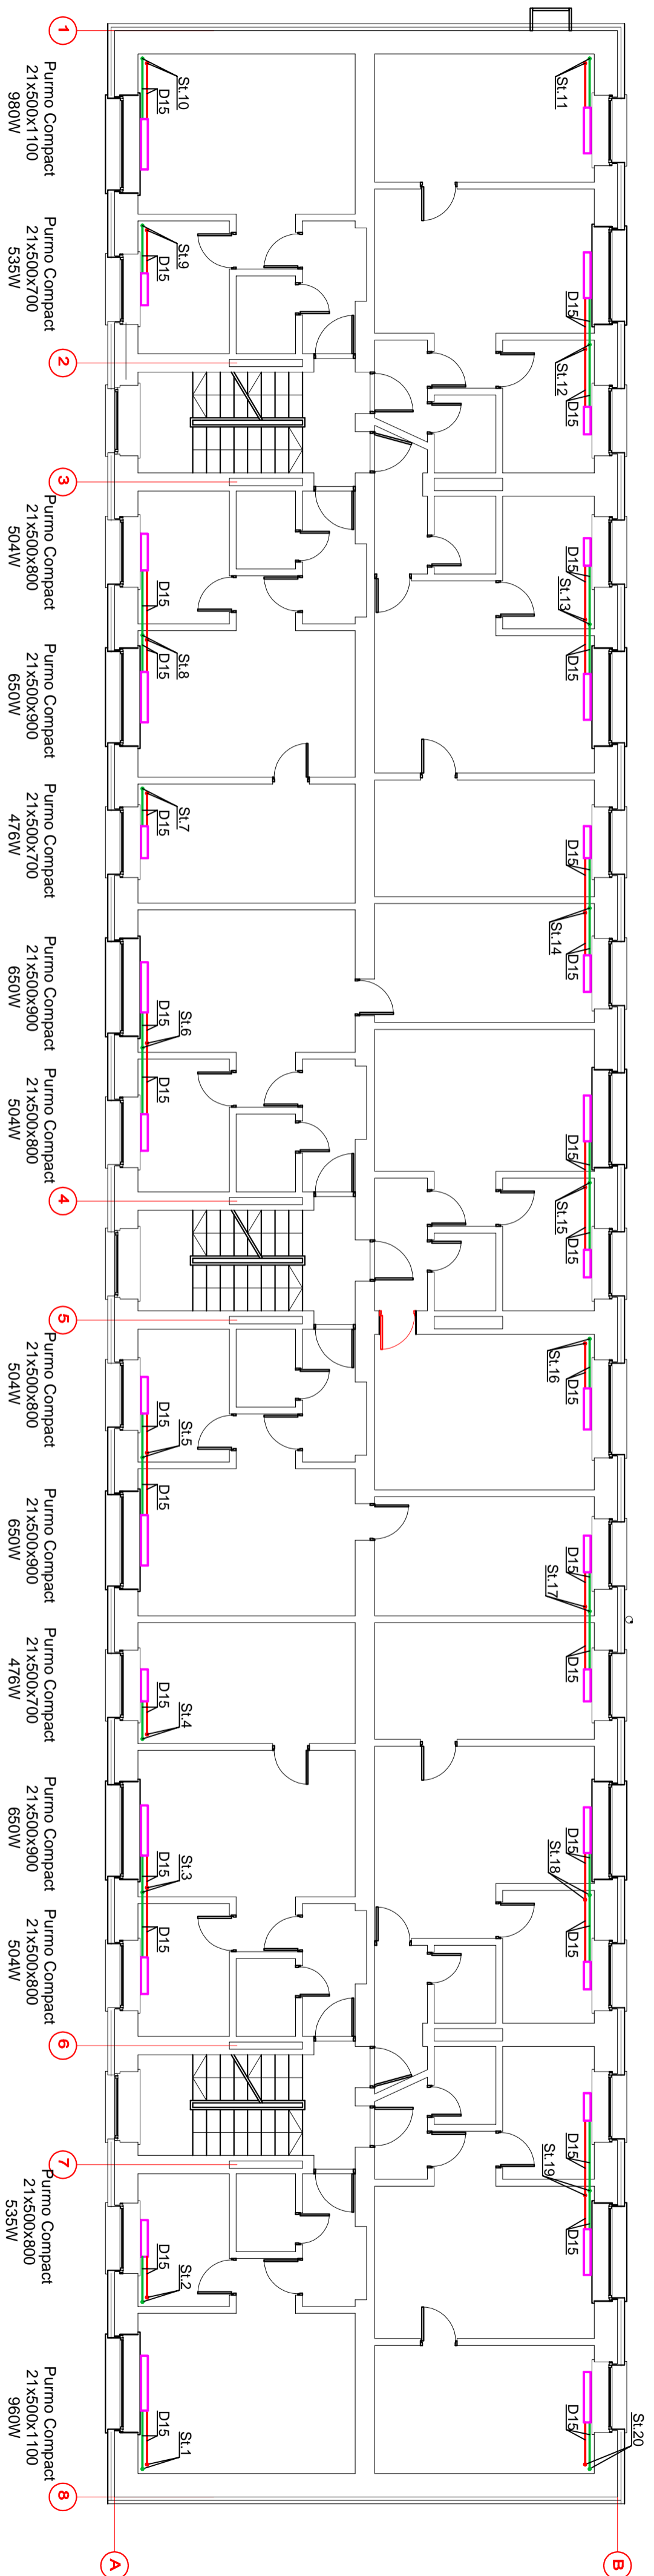 1
St.10
D15
St.11
Purmo Compact
21x500x1100
980W
St.9
D15
Purmo Compact
21x500x700
535W
D15
St.12
D15
2
3
Purmo Compact
21x500x800
504W
D15
St.8
D15
D15
St.13
D15
Purmo Compact
21x500x900
650W
St.7
D15
Purmo Compact
21x500x700
476W
D15
St.14
D15
Purmo Compact
21x500x900
650W
D15
St.6
D15
Purmo Compact
21x500x800
504W
D15
St.15
D15
4
5
Purmo Compact
21x500x800
504W
D15
St.5
D15
St.16
D15
Purmo Compact
21x500x900
650W
D15
St.17
D15
Purmo Compact
21x500x700
476W
D15
St.4
Purmo Compact
21x500x900
650W
D15
St.3
D15
D15
St.18
D15
Purmo Compact
21x500x800
504W
6
7
D15
St.19
D15
Purmo Compact
21x500x800
535W
D15
St.2
Purmo Compact
21x500x1100
960W
D15
St.1
D15
St.20
8
A
B